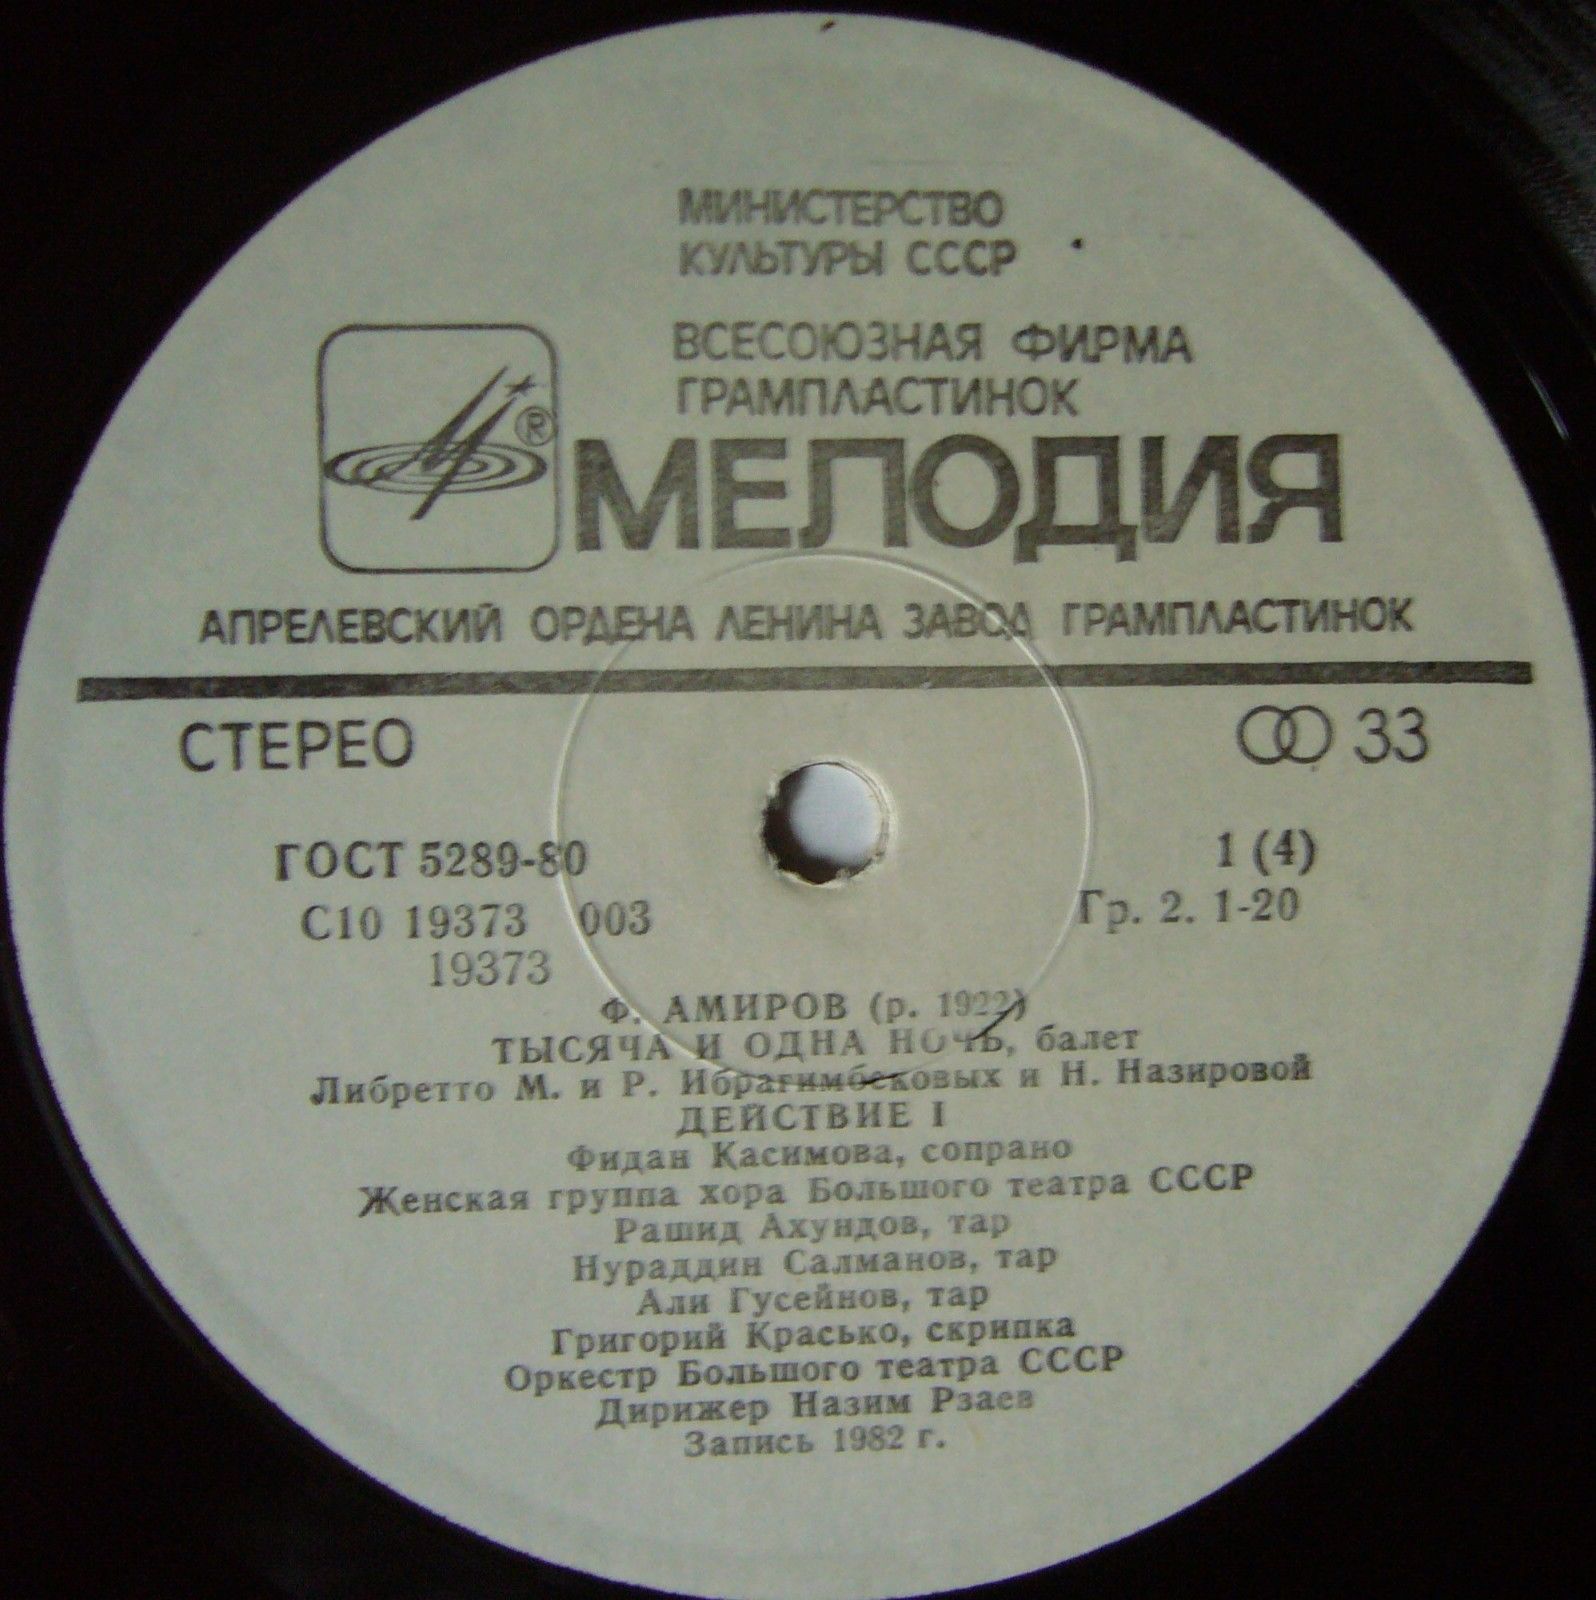 МИНИСТЕРСТВО
КУЛЬТУРЫ СССР
ВСЕСОЮЗНАЯ ФИРМА
ГРАМПЛАСТИНОК
®
МЕЛОДИЯ
АПРЕЛЕВСКИЙ ОРДЕНА ЛЕНИНА ЗАВОД ГРАМПЛАСТИНОК
СТЕРЕО 33
ГОСТ 5289-80 1 (4)
С10 19373 003 Гр. 2. 1-20
19373
Ф. АМИРОВ (р. 1922)
ТЫСЯЧА И ОДНА НОЧЬ, балет
Либретто М. и Р. Ибрагимбековых и Н. Назировой
ДЕЙСТВИЕ I
Фидан Касимова, сопрано
Женская группа хора Большого театра СССР
Рашид Ахундов, тар
Нураддин Салманов, тар
Али Гусейнов, тар
Григорий Красько, скрипка
Оркестр Большого театра СССР
Дирижер Назим Рзаев
Запись 1982 г.